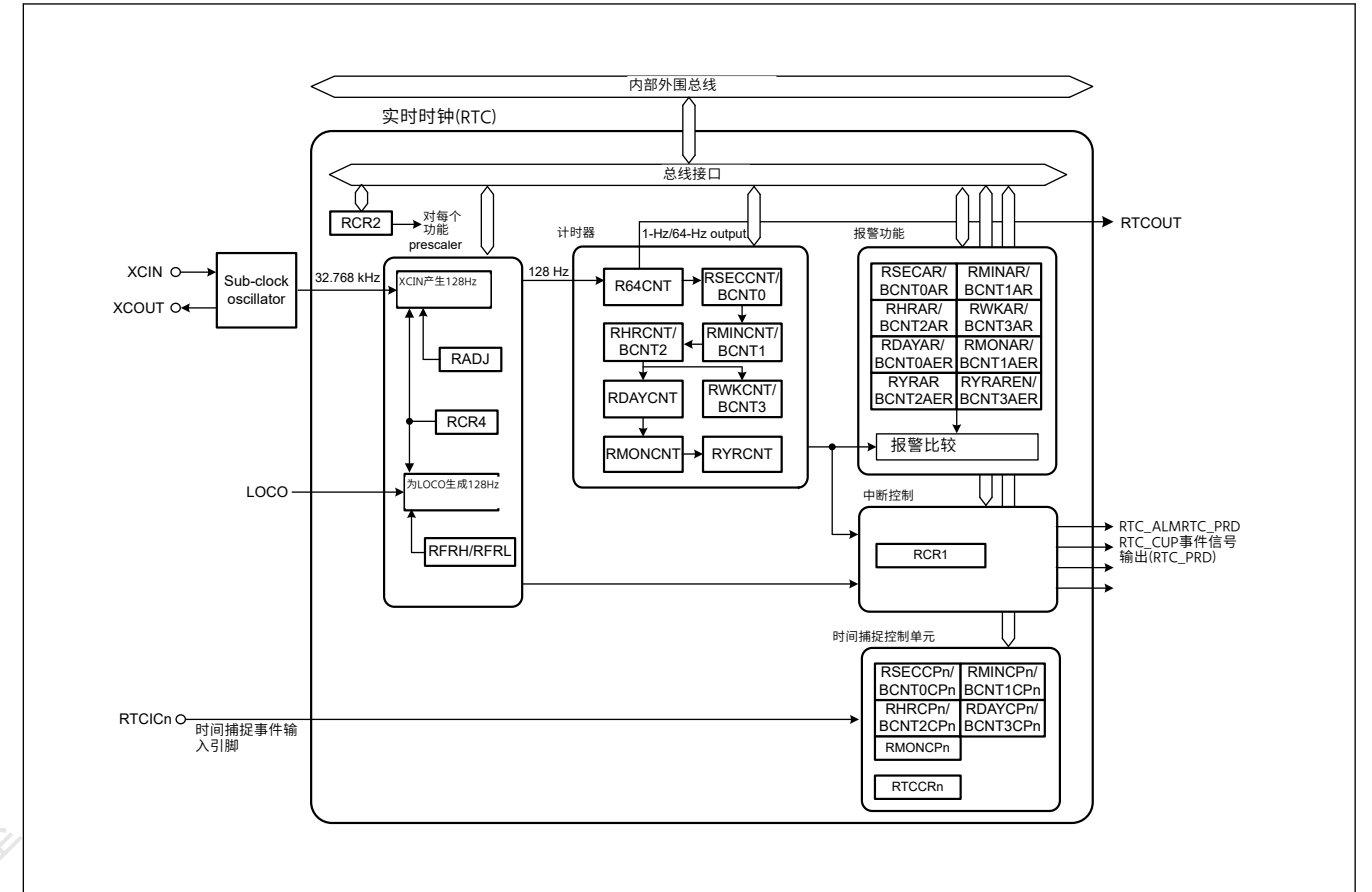 内部外围总线
实时时钟(RTC)
总线接口
RCR2
对每个
功能
prescaler
计时器
1-Hz/64-Hz output
报警功能
RTCOUT
XCIN
XCOUT
Sub-clock
oscillator
32.768 kHz
XCIN产生128Hz
128 Hz
RADJ
RCR4
LOCO
为LOCO生成128Hz
RFRH/RFRL
R64CNT
RSECCNT/
BCNT0
RHRCNT/
BCNT2
RMINCNT/
BCNT1
RDAYCNT
RWKCNT/
BCNT3
RMONCNT
RYRCNT
RSECAR/
BCNT0AR
RMINAR/
BCNT1AR
RHRAR/
BCNT2AR
RWKAR/
BCNT3AR
RDAYAR/
BCNT0AER
RMONAR/
BCNT1AER
RYRAR
BCNT2AER
RYRAREN/
BCNT3AER
报警比较
中断控制
RCR1
RTC_ALMRTC_PRD
RTC_CUP事件信号
输出(RTC_PRD)
时间捕捉控制单元
RSECCPn/
BCNT0CPn
RMINCPn/
BCNT1CPn
RHRCPn/
BCNT2CPn
RDAYCPn/
BCNT3CPn
RMONCPn
RTCCRn
RTCICn
时间捕捉事件输
入引脚